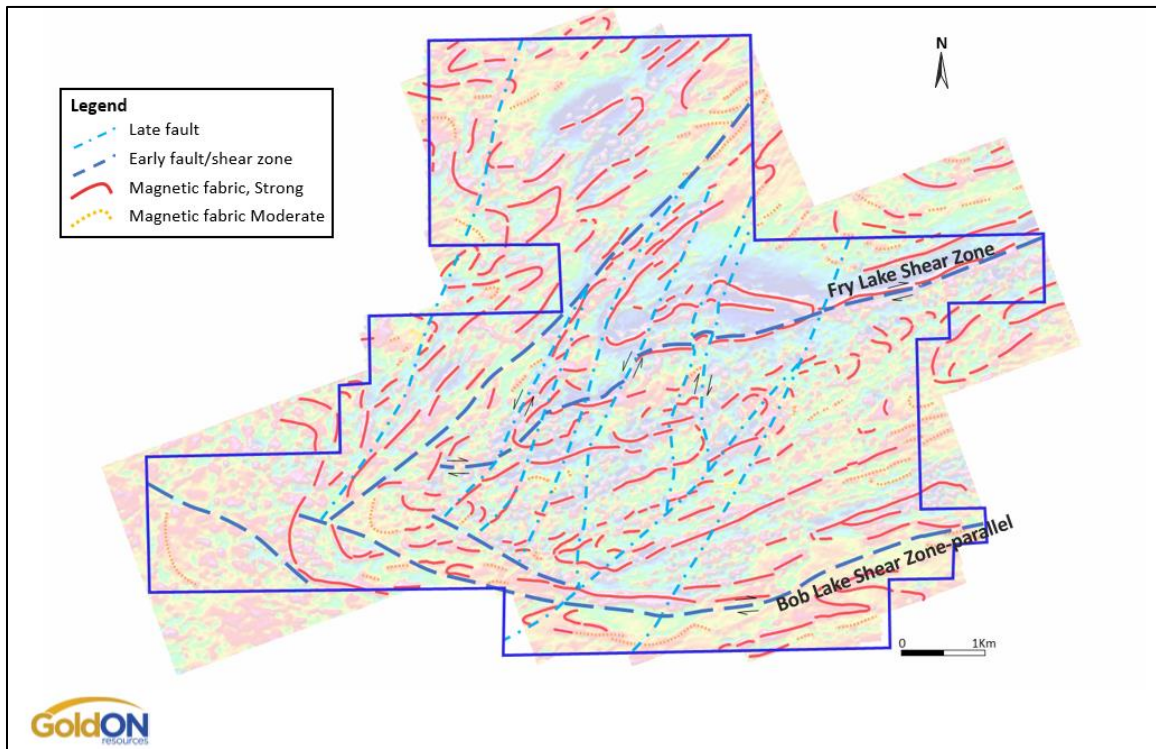 N
Legend
Late fault
Early fault/shear zone
Magnetic fabric, Strong
Magnetic fabric Moderate
Fry Lake Shear Zone
Bob Lake Shear Zone-parallel
0 1Km
GoldON
resources